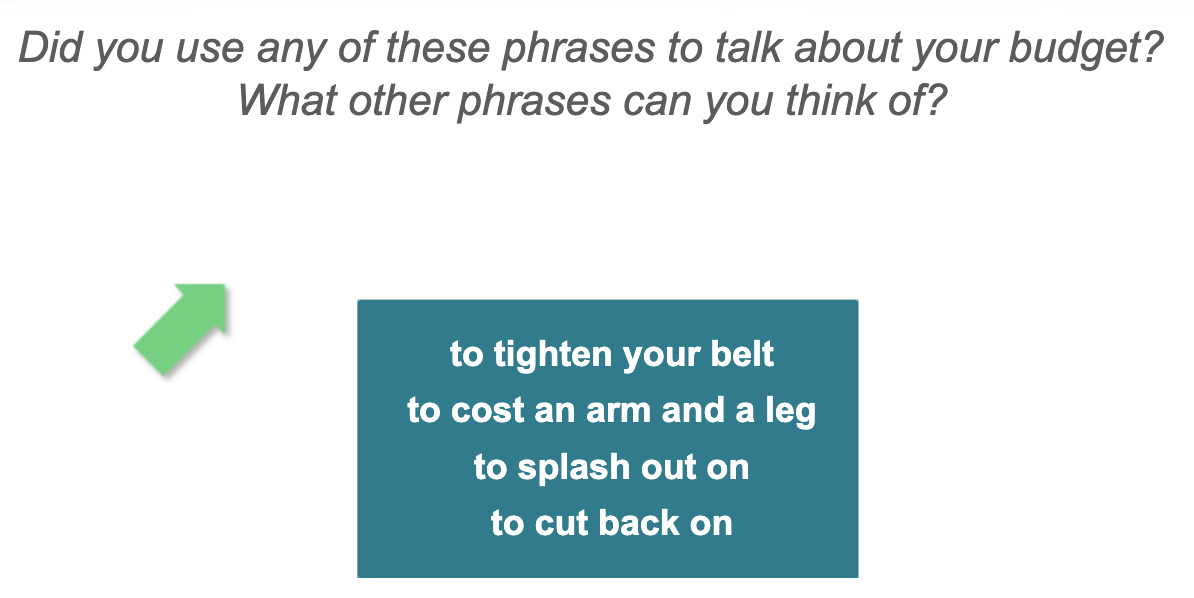 Did you use any of these phrases to talk about your budget?
What other phrases can you think of?
to tighten your belt
to cost an arm and a leg
to splash out on
to cut back on